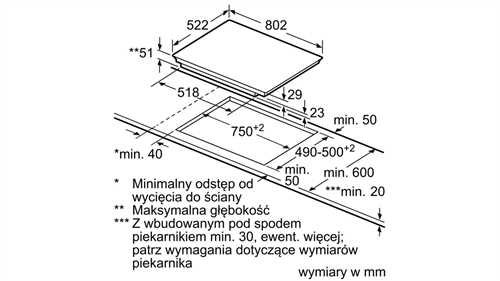 522
802
**51
518
29
23
min. 50
750+2
490-500+2
*min. 40
min.
50
min. 600
***min. 20
* Minimalny odstęp od
wycięcia do ściany
** Maksymalna głębokość
*** Z wbudowanym pod spodem
piekarnikiem min. 30, ewent. więcej;
patrz wymagania dotyczące wymiarów
piekarnika
wymiary w mm